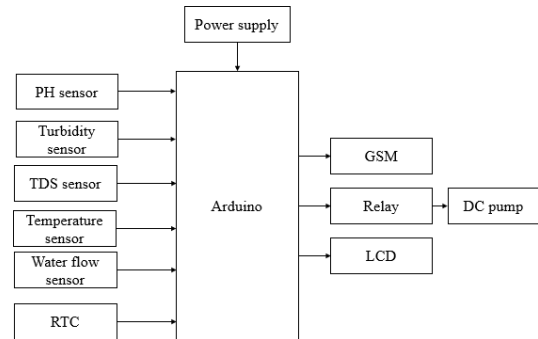 Power supply
PH sensor
Turbidity
sensor
TDS sensor
Temperature
sensor
Water flow
sensor
RTC
Arduino
GSM
Relay
DC pump
LCD